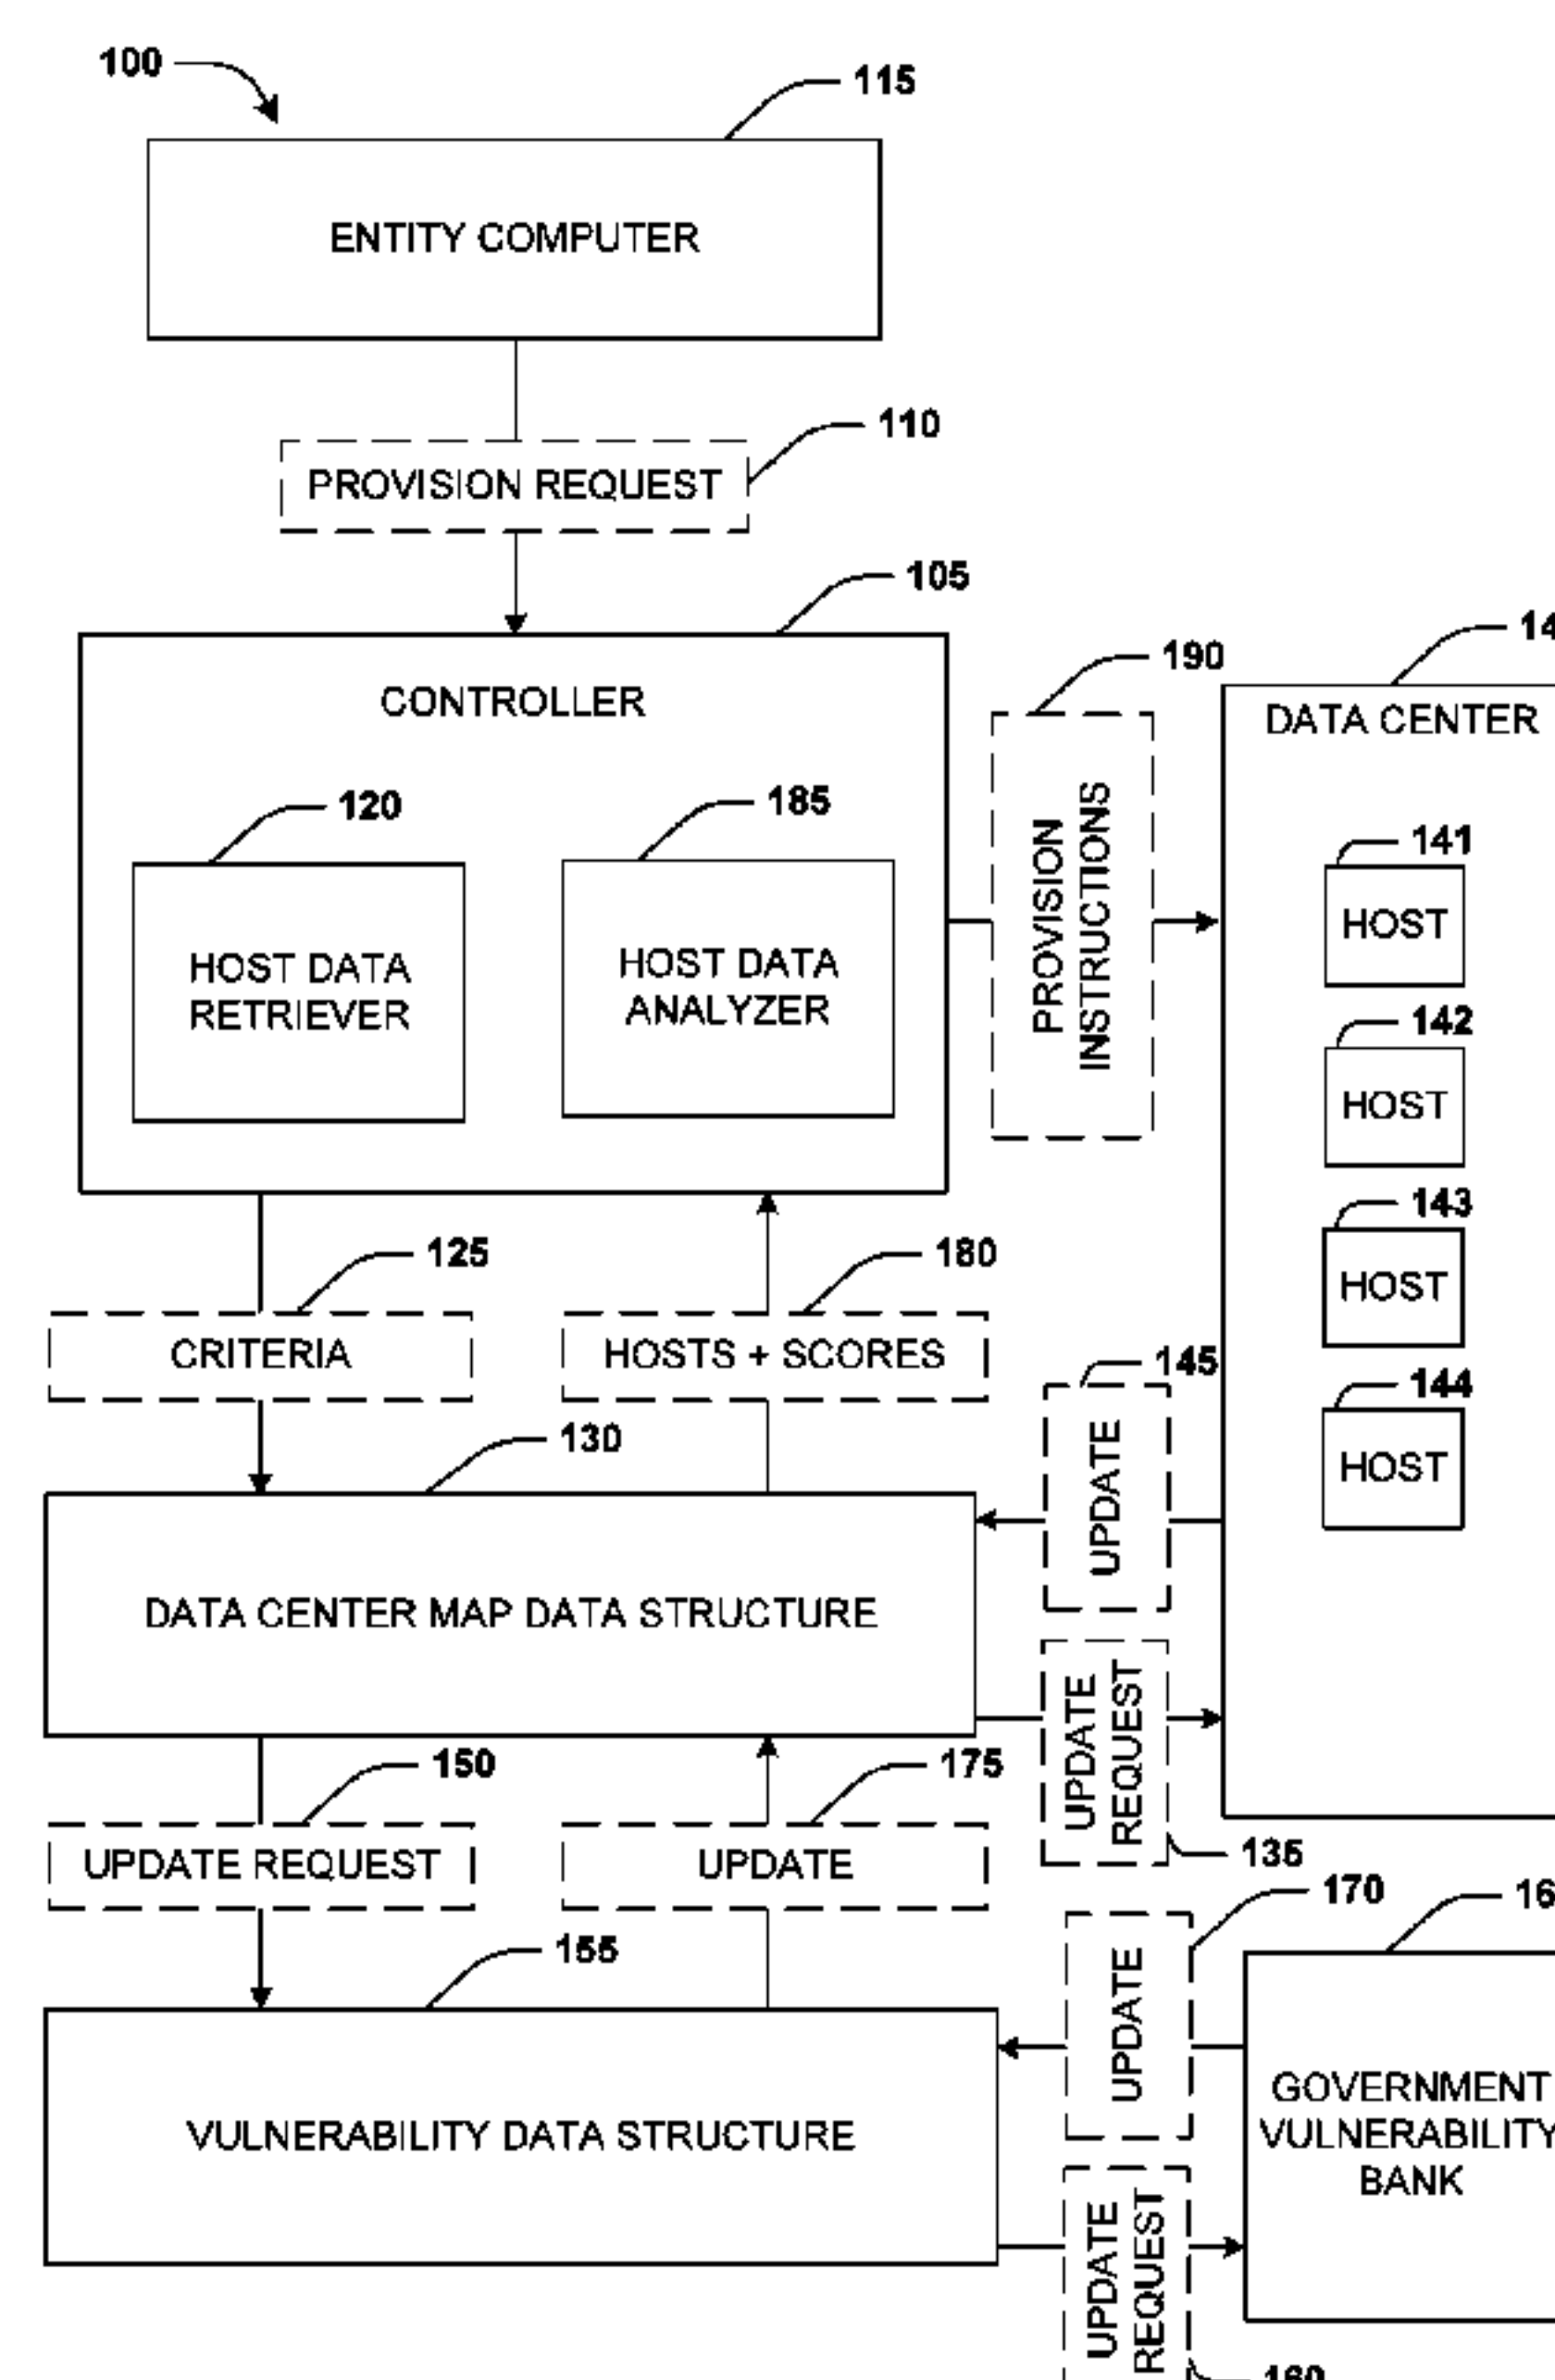 100
115
ENTITY COMPUTER
110
PROVISION REQUEST
105
CONTROLLER
190
PROVISION
INSTRUCTIONS
14
DATA CENTER
120
HOST DATA
RETRIEVER
185
HOST DATA
ANALYZER
141
HOST
142
HOST
143
HOST
144
HOST
125
CRITERIA
180
HOSTS + SCORES
145
UPDATE
130
DATA CENTER MAP DATA STRUCTURE
UPDATE
REQUEST
135
150
UPDATE REQUEST
175
UPDATE
170
UPDATE
16
GOVERNMENT
VULNERABILITY
BANK
155
VULNERABILITY DATA STRUCTURE
UPDATE
REQUEST
160